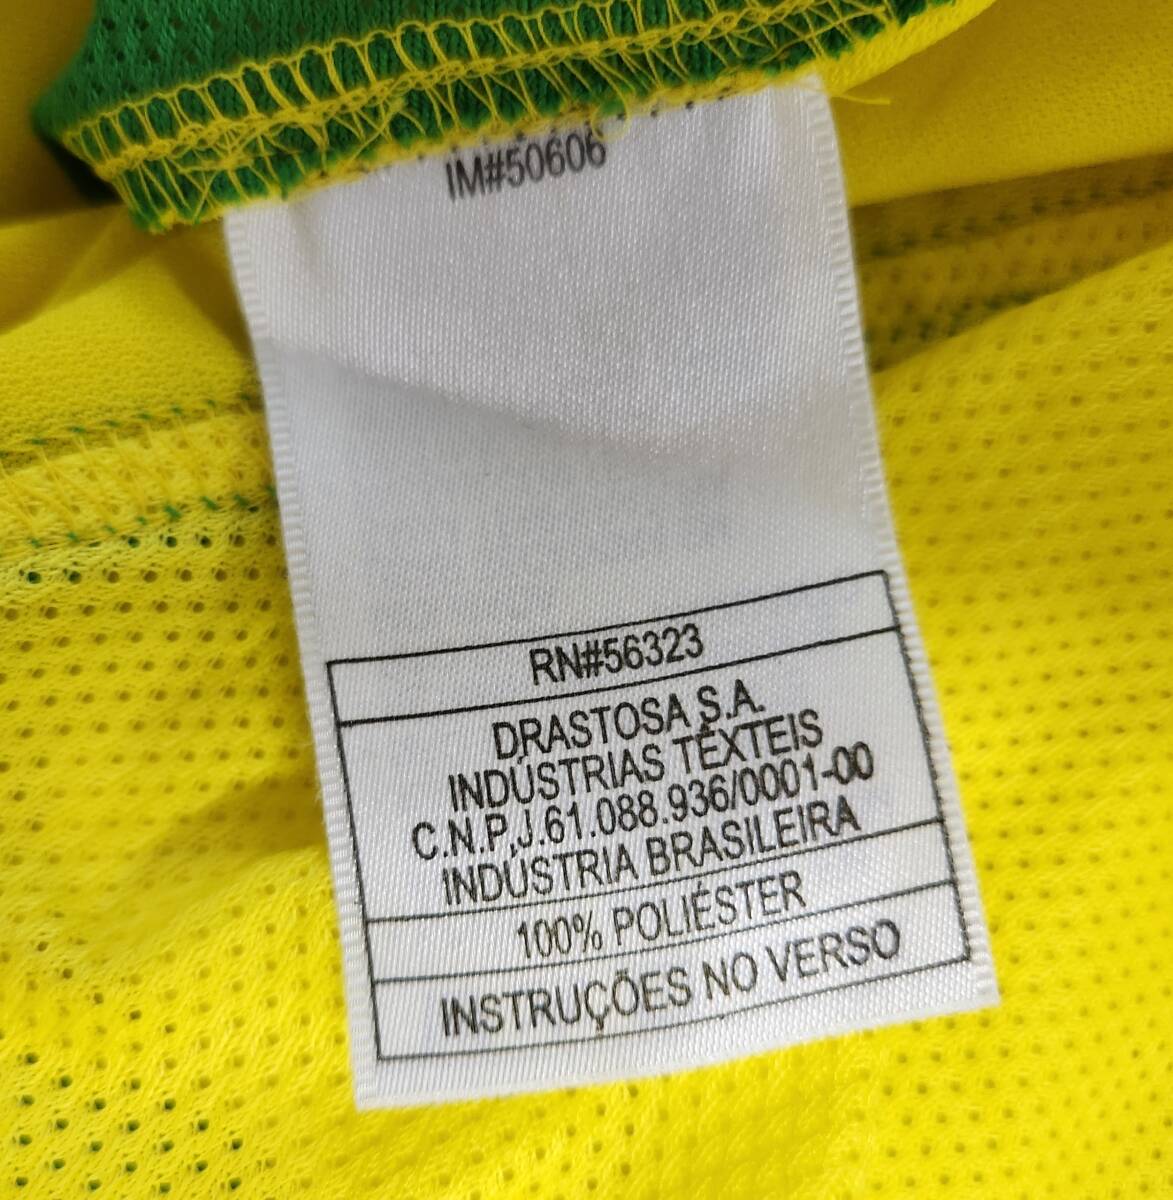 IM#50606
RN#56323
DRASTOSA S.A.
INDÚSTRIAS TÊXTEIS
C.N.P.J.61.088.936/0001-00
INDÚSTRIA BRASILEIRA
100% POLIÉSTER
INSTRUÇÕES NO VERSO